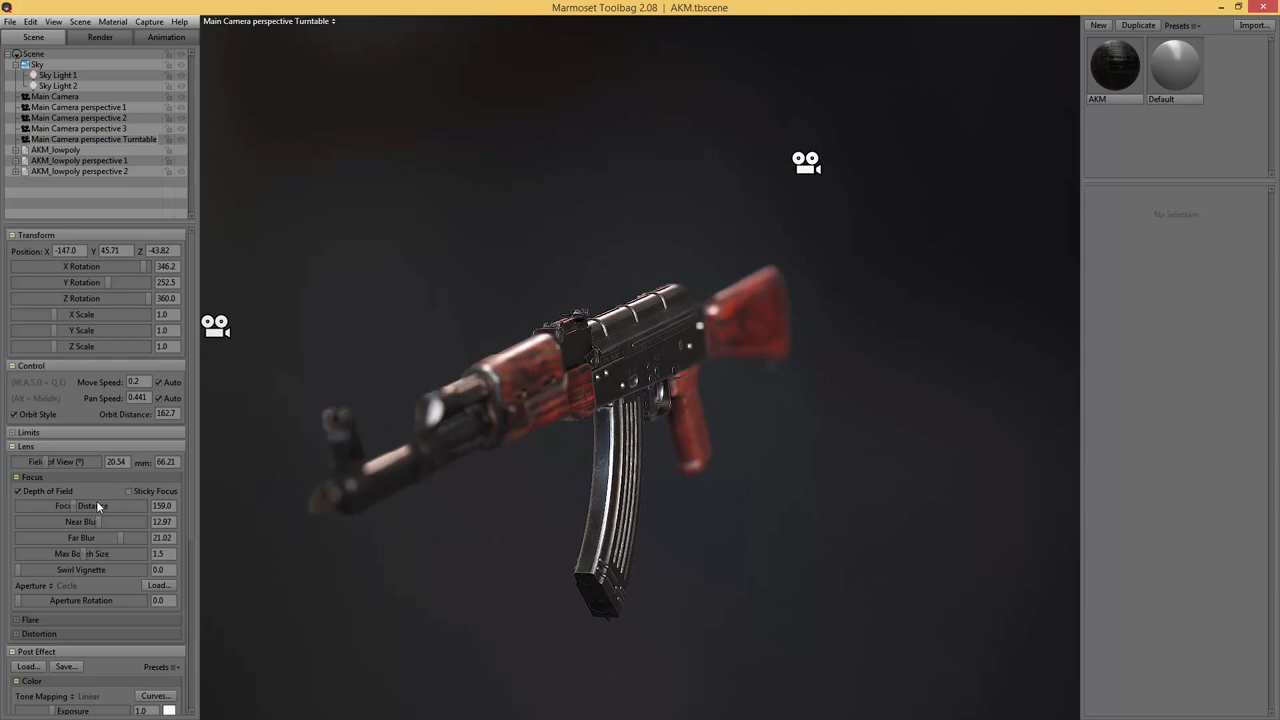 Marmoset Toolbag 2.08 | AKM.tbscene
File Edit View Scene Material Capture Help
Main Camera perspective Turntable
New Duplicate Presets Import...
Scene Render Animation
Scene
Sky
Sky Light 1
Sky Light 2
Main Camera
Main Camera perspective 1
Main Camera perspective 2
Main Camera perspective 3
Main Camera perspective Turntable
AKM_lowpoly
AKM_lowpoly perspective 1
AKM_lowpoly perspective 2
AKM Default
No Selection
Transform
Position: X -147.0 Y 45.71 Z -43.82
X Rotation 346.2
Y Rotation 252.5
Z Rotation 360.0
X Scale 1.0
Y Scale 1.0
Z Scale 1.0
Control
(W,A,S,D + Q,E) Move Speed: 0.2 Auto
(Alt + Middle) Pan Speed: 0.441 Auto
Orbit Style Orbit Distance: 162.7
Limits
Lens
Field of View (º) 20.54 mm: 66.21
Focus
Depth of Field Sticky Focus
Focus Distance 159.0
Near Blur 12.97
Far Blur 21.02
Max Bokeh Size 1.5
Swirl Vignette 0.0
Aperture Circle Load...
Aperture Rotation 0.0
Flare
Distortion
Post Effect
Load... Save... Presets
Color
Tone Mapping Linear Curves...
Exposure 1.0